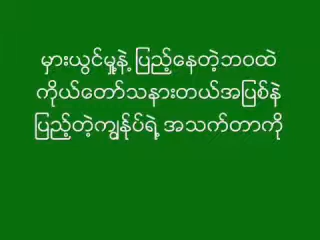 မှားယွင်မှု့နဲ့ ပြည့်နေတဲ့ဘဝထဲ
ကိုယ်တော်သနားတယ်အပြစ်နဲ
ပြည့်တဲ့ကျွန်ုပ်ရဲ့ အသက်တာကို